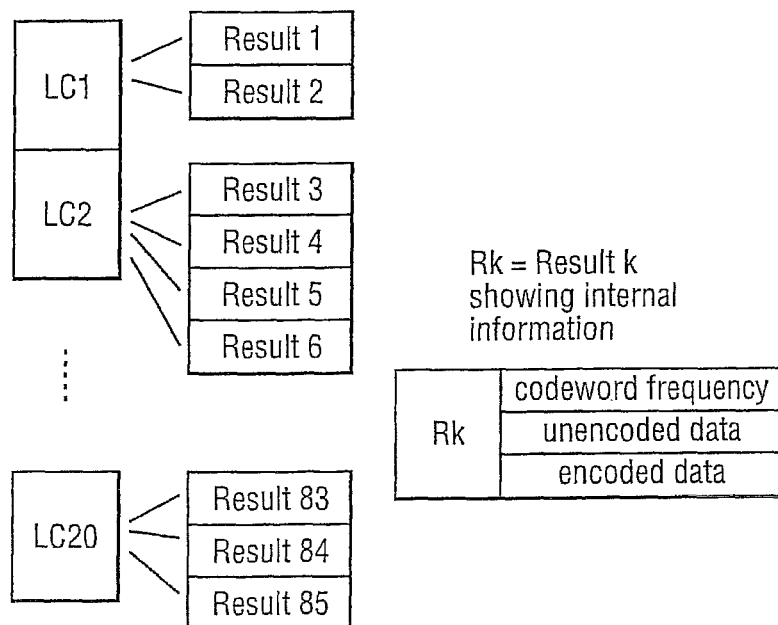 LC1
Result 1
Result 2
LC2
Result 3
Result 4
Result 5
Result 6
Rk = Result k
showing internal
information
Rk
codeword frequency
unencoded data
encoded data
LC20
Result 83
Result 84
Result 85